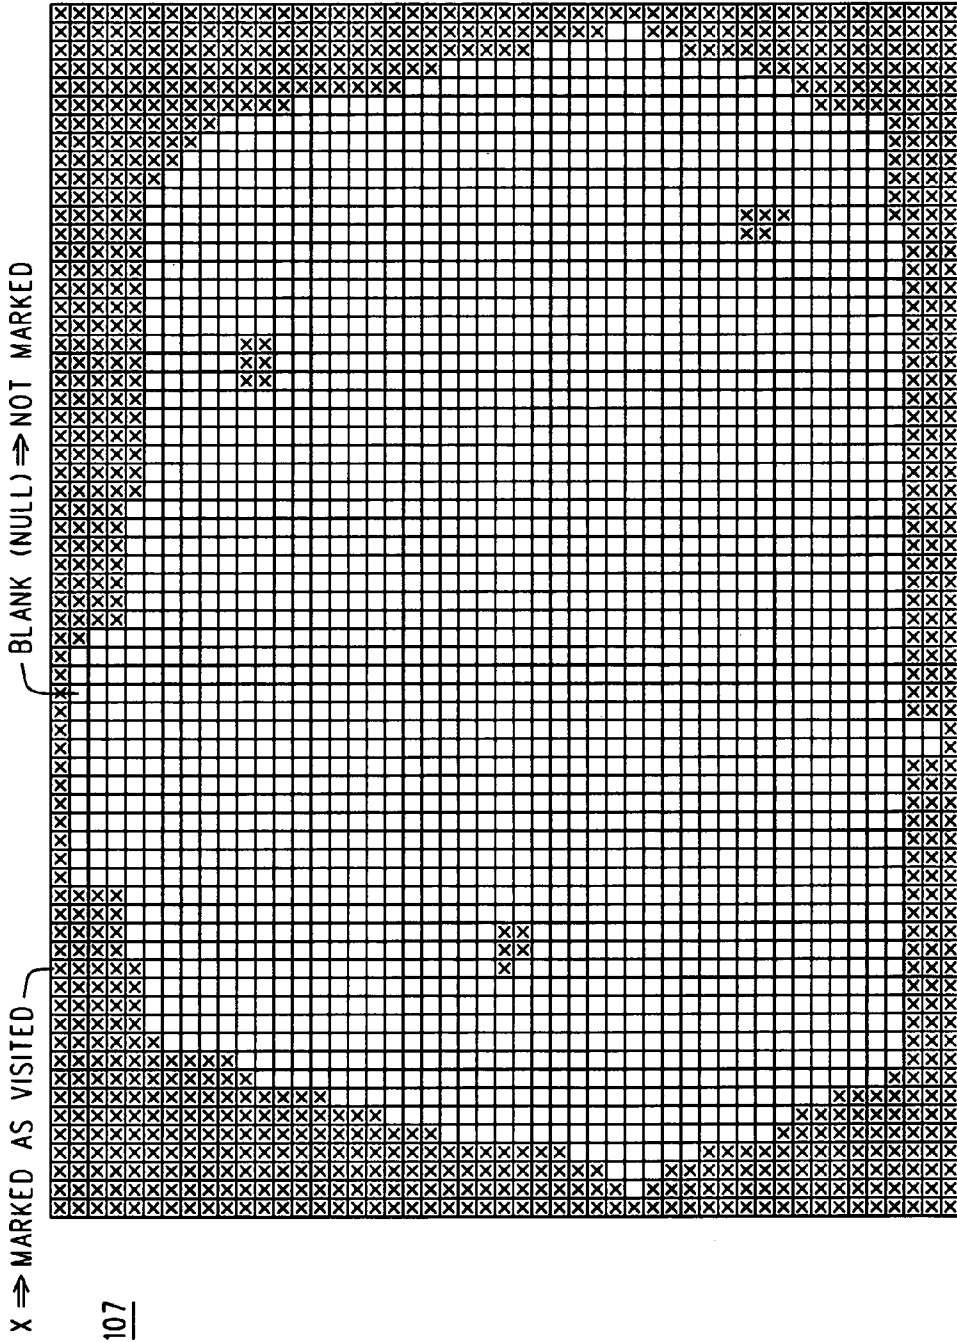 X ⇒ MARKED AS VISITED
BLANK (NULL) ⇒ NOT MARKED
107